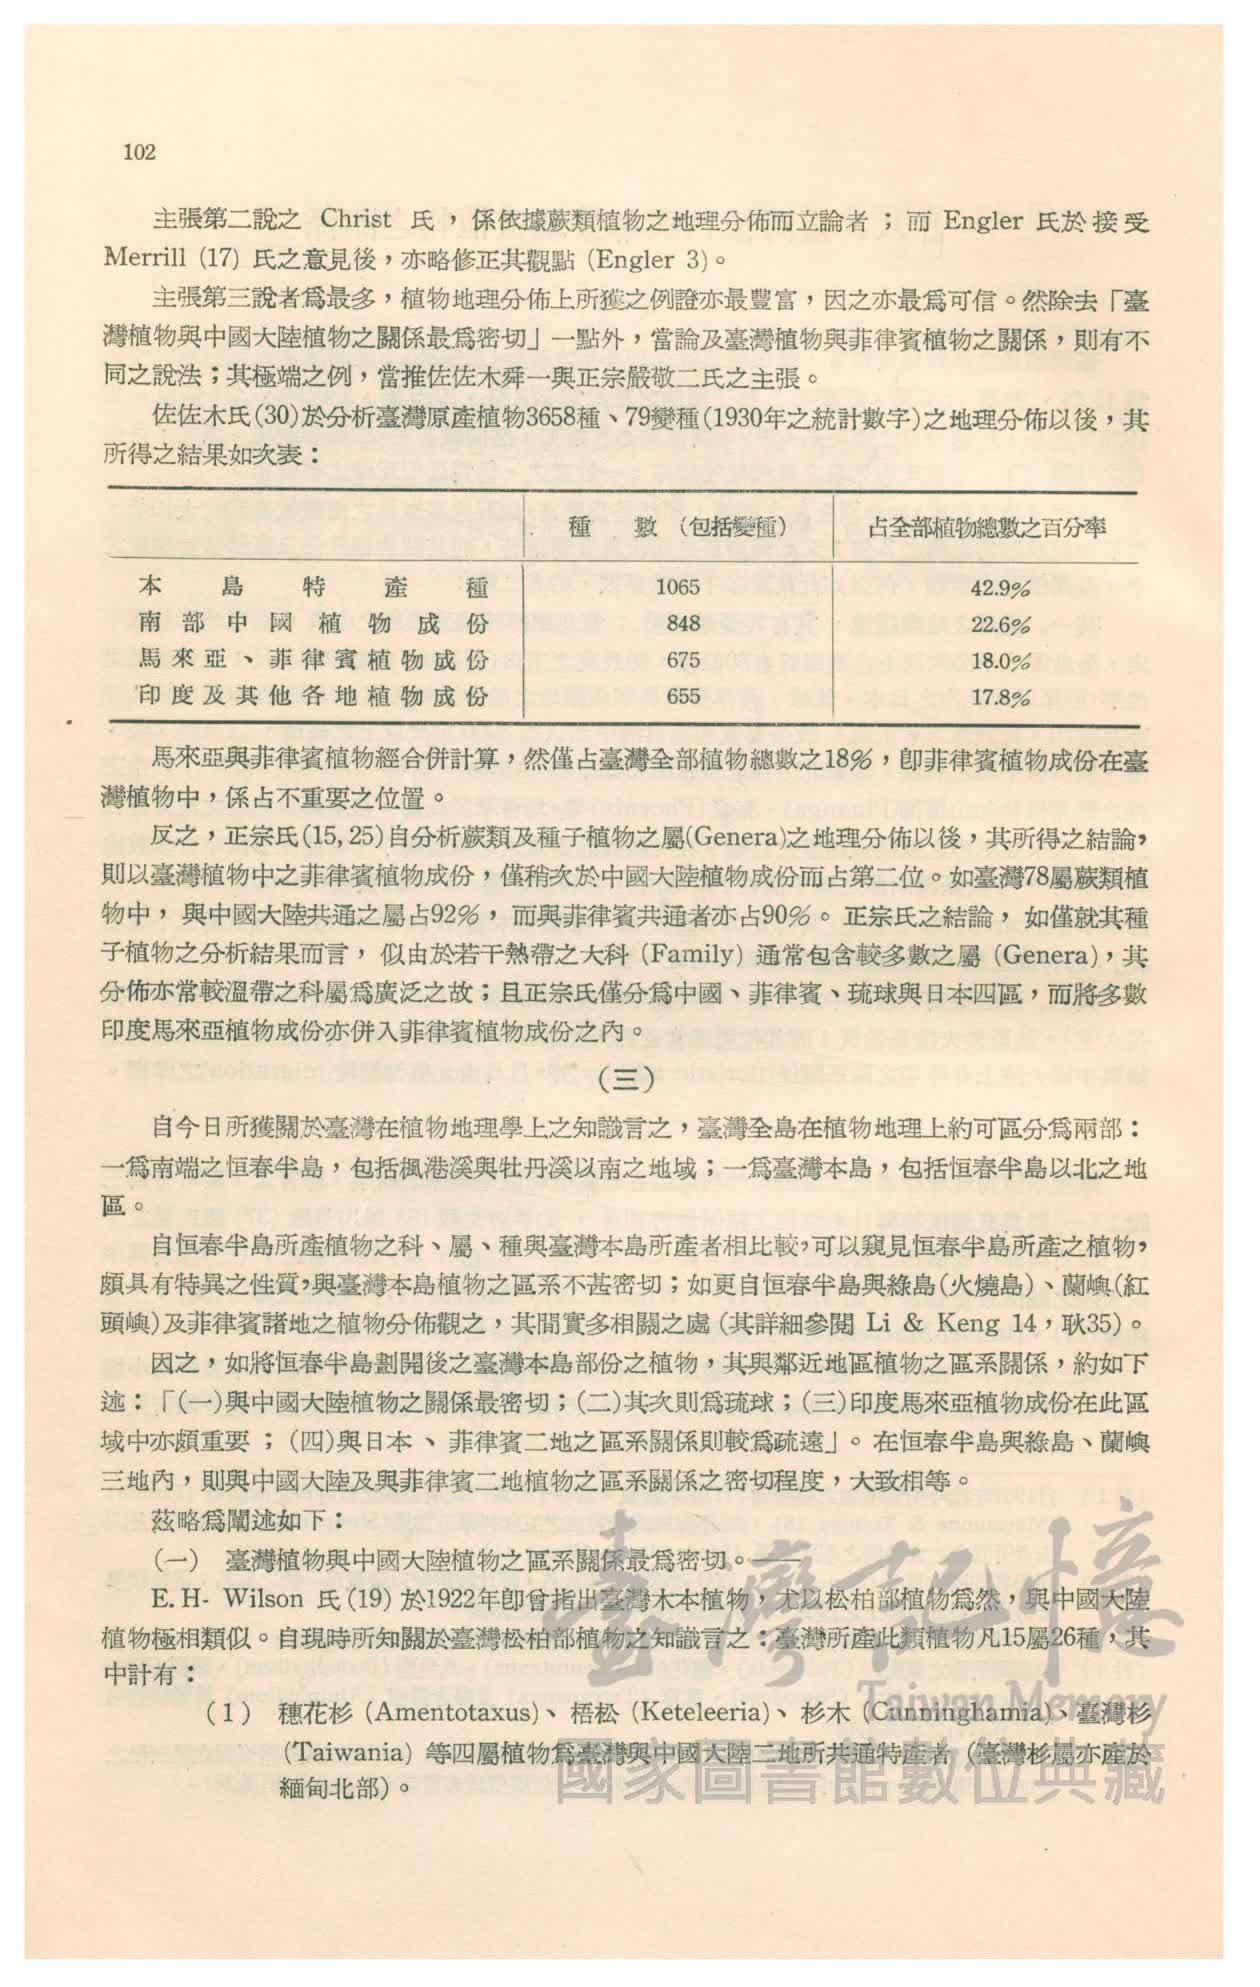 102
主張第二說之 Christ 氏，係依據蕨類植物之地理分佈而立論者；而 Engler 氏於接受
Merrill (17) 氏之意見後，亦略修正其觀點 (Engler 3)。
主張第三說者爲最多，植物地理分佈上所獲之例證亦最豐富，因之亦最爲可信。然除去「臺
灣植物與中國大陸植物之關係最爲密切」一點外，當論及臺灣植物與菲律賓植物之關係，則有不
同之說法；其極端之例，當推佐佐木舜一與正宗嚴敬二氏之主張。
佐佐木氏(30)於分析臺灣原產植物3658種、79變種(1930年之統計數字)之地理分佈以後，其
所得之結果如次表：
種　數（包括變種） 占全部植物總數之百分率
本島特產種 1065 42.9%
南部中國植物成份 848 22.6%
馬來亞、菲律賓植物成份 675 18.0%
印度及其他各地植物成份 655 17.8%
馬來亞與菲律賓植物經合併計算，然僅占臺灣全部植物總數之18%，卽菲律賓植物成份在臺
灣植物中，係占不重要之位置。
反之，正宗氏(15, 25)自分析蕨類及種子植物之屬(Genera)之地理分佈以後，其所得之結論，
則以臺灣植物中之菲律賓植物成份，僅稍次於中國大陸植物成份而占第二位。如臺灣78屬蕨類植
物中，與中國大陸共通之屬占92%，而與菲律賓共通者亦占90%。正宗氏之結論，如僅就其種
子植物之分析結果而言，似由於若干熱帶之大科 (Family) 通常包含較多數之屬 (Genera)，其
分佈亦常較溫帶之科屬爲廣泛之故；且正宗氏僅分爲中國、菲律賓、琉球與日本四區，而將多數
印度馬來亞植物成份亦併入菲律賓植物成份之內。
(三)
自今日所獲關於臺灣在植物地理學上之知識言之，臺灣全島在植物地理上約可區分爲兩部：
一爲南端之恒春半島，包括楓港溪與牡丹溪以南之地域；一爲臺灣本島，包括恒春半島以北之地
區。
自恒春半島所產植物之科、屬、種與臺灣本島所產者相比較，可以窺見恒春半島所產之植物，
頗具有特異之性質，與臺灣本島植物之區系不甚密切；如更自恒春半島與綠島(火燒島)、蘭嶼(紅
頭嶼)及菲律賓諸地之植物分佈觀之，其間實多相關之處 (其詳細參閱 Li & Keng 14，耿35)。
因之，如將恒春半島劃開後之臺灣本島部份之植物，其與鄰近地區植物之區系關係，約如下
述：「(一)與中國大陸植物之關係最密切；(二)其次則爲琉球；(三)印度馬來亞植物成份在此區
域中亦頗重要；(四)與日本、菲律賓二地之區系關係則較爲疏遠」。在恒春半島與綠島、蘭嶼
三地內，則與中國大陸及與菲律賓二地植物之區系關係之密切程度，大致相等。
茲略爲闡述如下：
(一)　臺灣植物與中國大陸植物之區系關係最爲密切。——
E. H- Wilson 氏 (19) 於1922年卽曾指出臺灣木本植物，尤以松柏部植物爲然，與中國大陸
植物極相類似。自現時所知關於臺灣松柏部植物之知識言之：臺灣所產此類植物凡15屬26種，其
中計有：
(1)　穗花杉 (Amentotaxus)、梧松 (Keteleeria)、杉木 (Cunninghamia)、臺灣杉
(Taiwania) 等四屬植物爲臺灣與中國大陸二地所共通特產者 (臺灣杉屬亦產於
緬甸北部)。
臺灣記憶
Taiwan Memory
國家圖書館數位典藏